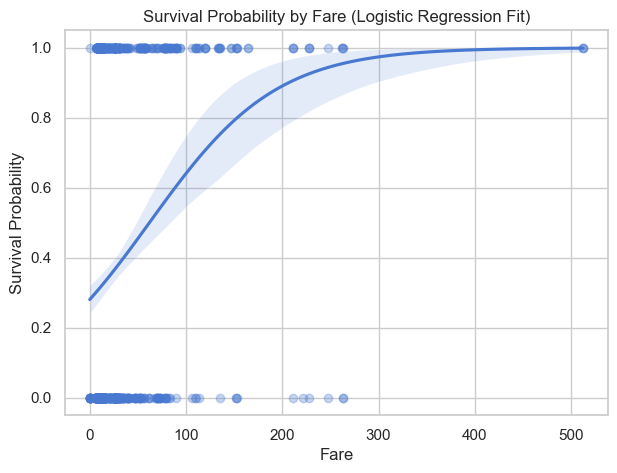 Survival Probability by Fare (Logistic Regression Fit)
1.0
0.8
0.6
0.4
0.2
0.0
Survival Probability
0 100 200 300 400 500
Fare